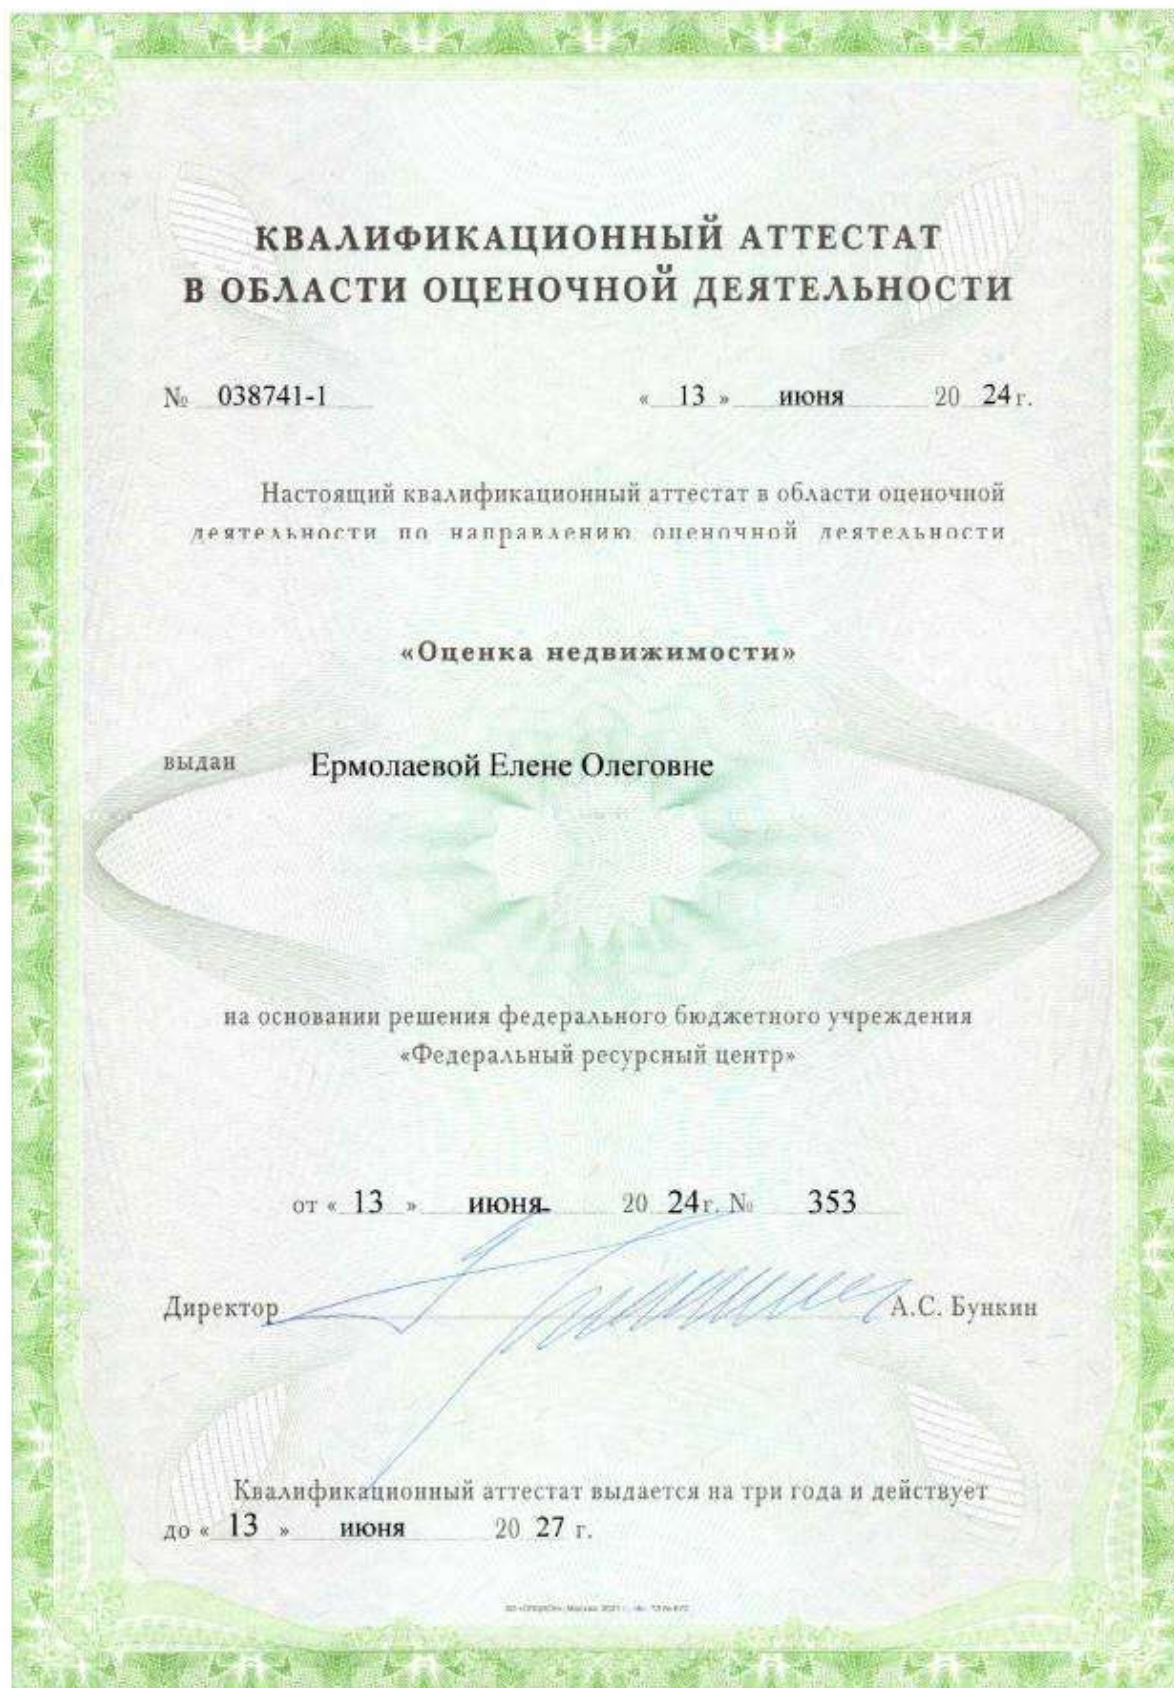 КВАЛИФИКАЦИОННЫЙ АТТЕСТАТ
В ОБЛАСТИ ОЦЕНОЧНОЙ ДЕЯТЕЛЬНОСТИ
№ 038741-1 « 13 » июня 20 24 г.
Настоящий квалификационный аттестат в области оценочной
деятельности по направлению оценочной деятельности
«Оценка недвижимости»
выдан Ермолаевой Елене Олеговне
на основании решения федерального бюджетного учреждения
«Федеральный ресурсный центр»
от « 13 » июня 20 24 г. № 353
Директор А.С. Бункин
Квалификационный аттестат выдается на три года и действует
до « 13 » июня 20 27 г.